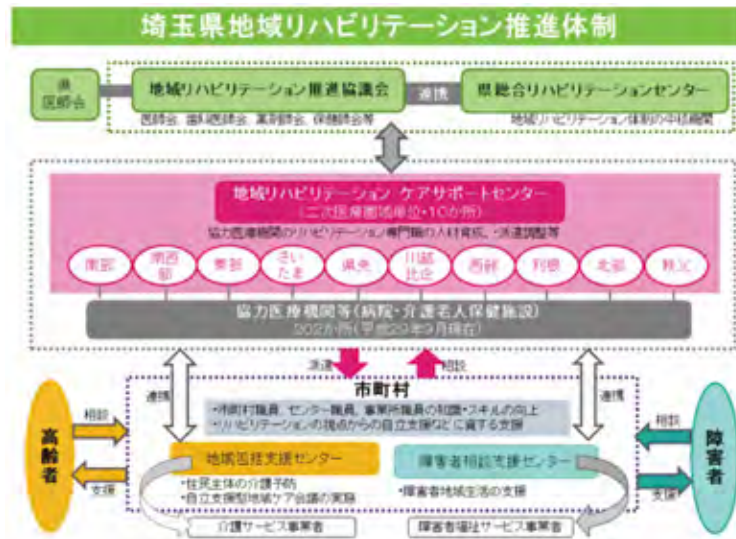 埼玉県地域リハビリテーション推進体制
県
医師会
地域リハビリテーション推進協議会
連携
県総合リハビリテーションセンター
医師会、歯科医師会、薬剤師会、保健師会等
地域リハビリテーション体制の中核機関
地域リハビリテーション ケアサポートセンター
(二次医療圏域単位・10か所)
協力医療機関のリハビリテーション専門職の人材育成、・派遣調整等
南部
南西
部
東部
さい
たま
県央
川越
比企
西部
利根
北部
秩父
協力医療機関等(病院・介護老人保健施設)
(平成29年9月現在)
連携
派遣
相談
連携
市町村
・市町村職員、センター職員、事業所職員の知識・スキルの向上
・リハビリテーションの視点からの自立支援などに資する支援
高齢者
相談
支援
地域包括支援センター
・住民主体の介護予防
・自立支援型地域ケア会議の実施
介護サービス事業者
障害者相談支援センター
・障害者地域生活の支援
障害者福祉サービス事業者
相談
支援
障害者